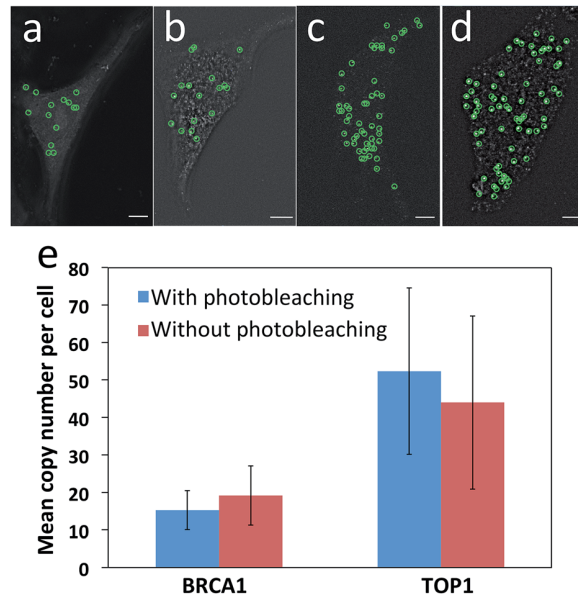 a
b
c
d
e
80
70
60
50
40
30
20
10
0
Mean copy number per cell
With photobleaching
Without photobleaching
BRCA1
TOP1